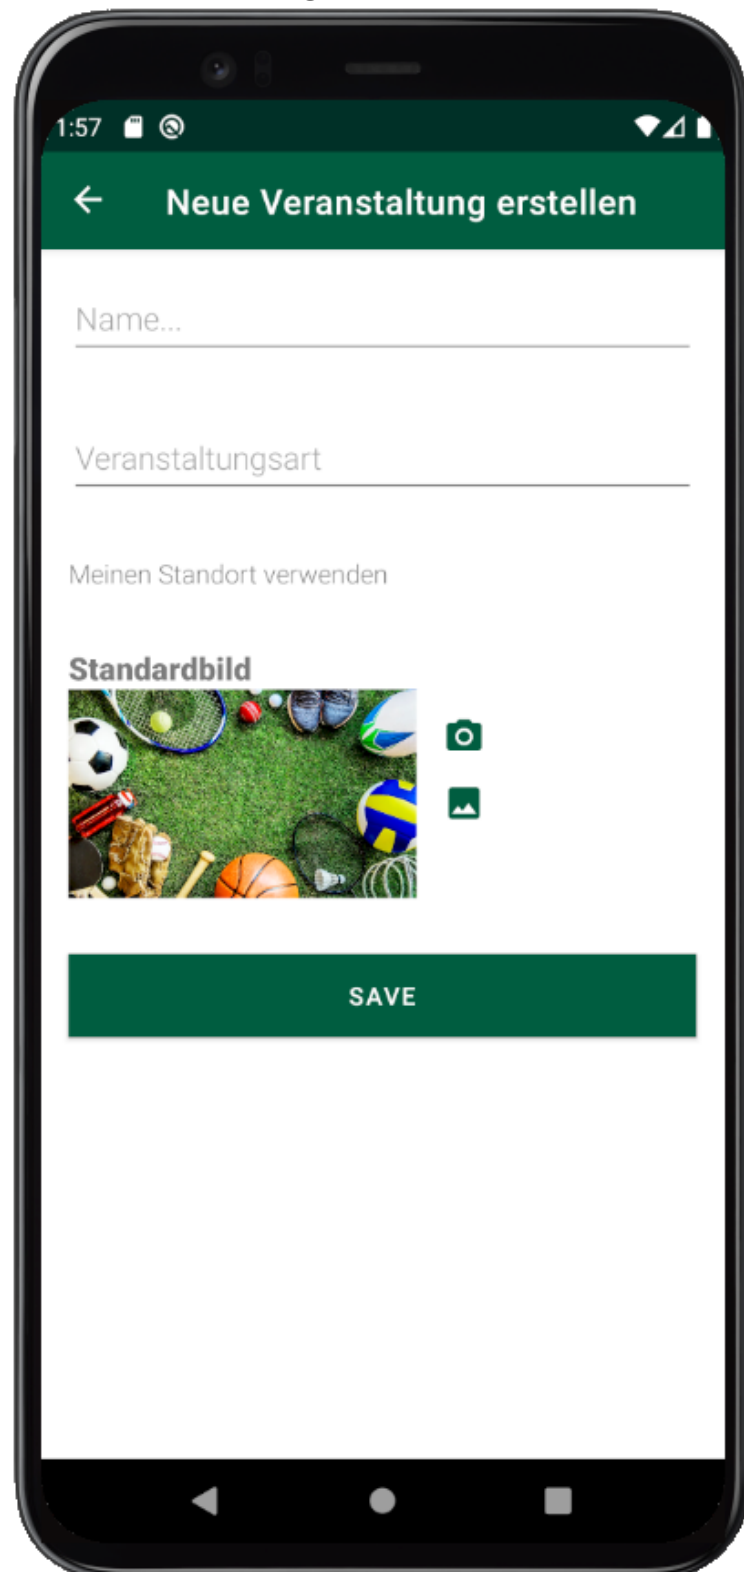 1:57
Neue Veranstaltung erstellen
Name...
Veranstaltungsart
Meinen Standort verwenden
Standardbild
SAVE